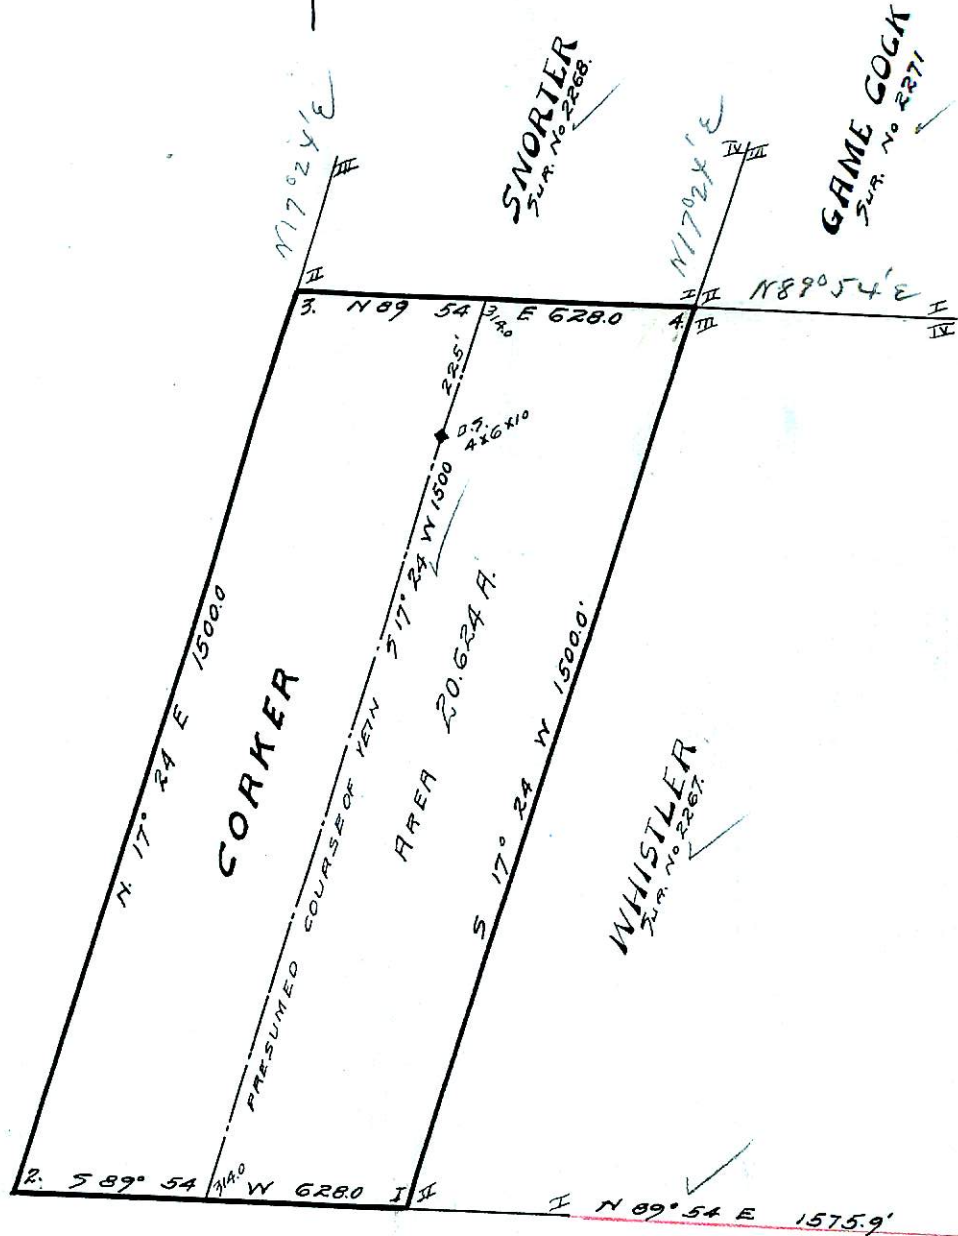 SNORTER
SUR. No 2268.
GAME COCK
SUR. No 2271
N17°24'E
III
N17°24'E
IV III
II
I II
N89°54'E
I
IV
3. N 89 54 E 628.0 4.
314.0
III
225'
D.S.
4x6x10
S 17° 24 W 1500
N. 17° 24 E 1500.0
CORKER
PRESUMED COURSE OF VEIN
AREA 20.624 A.
S 17° 24 W 1500.0'
WHISTLER
SUR. No 2267.
2. S 89° 54 W 628.0 I
314.0
II
I
N 89° 54 E 1575.9'